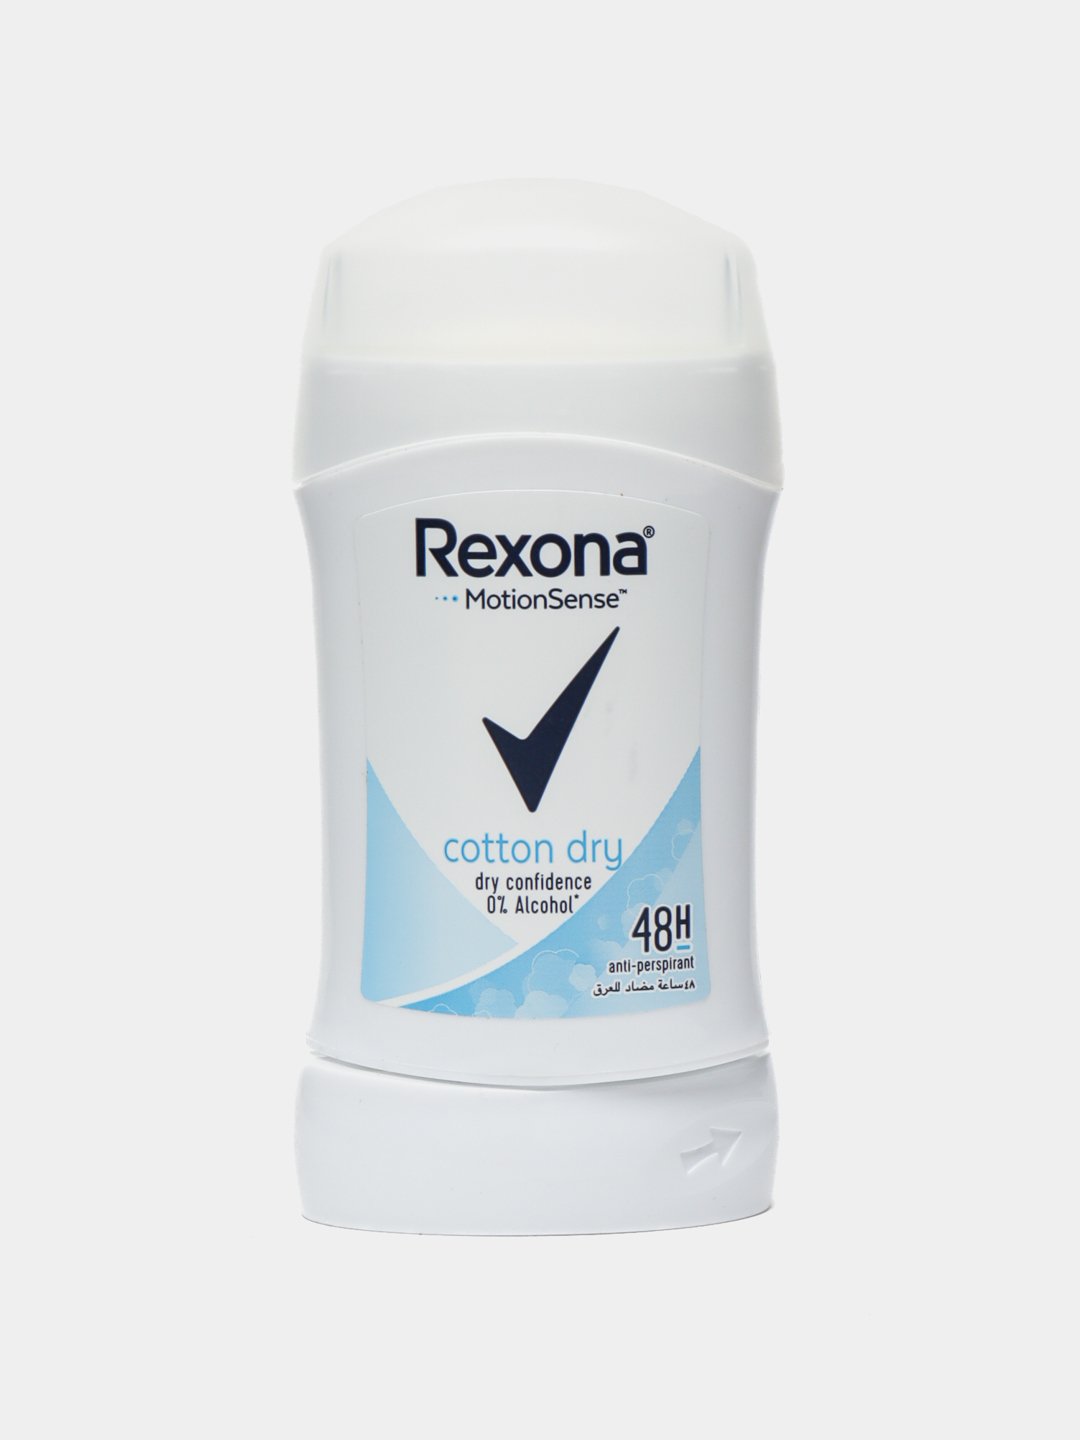 Rexona®
MotionSense™
cotton dry
dry confidence
0% Alcohol*
48H
anti-perspirant
٤٨ساعة مضاد للعرق